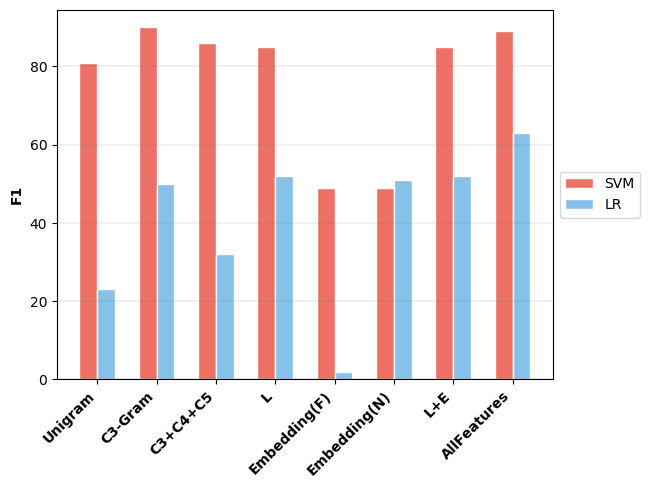 F1
80
60
40
20
0
Unigram
C3-Gram
C3+C4+C5
L
Embedding(F)
Embedding(N)
L+E
AllFeatures
SVM
LR